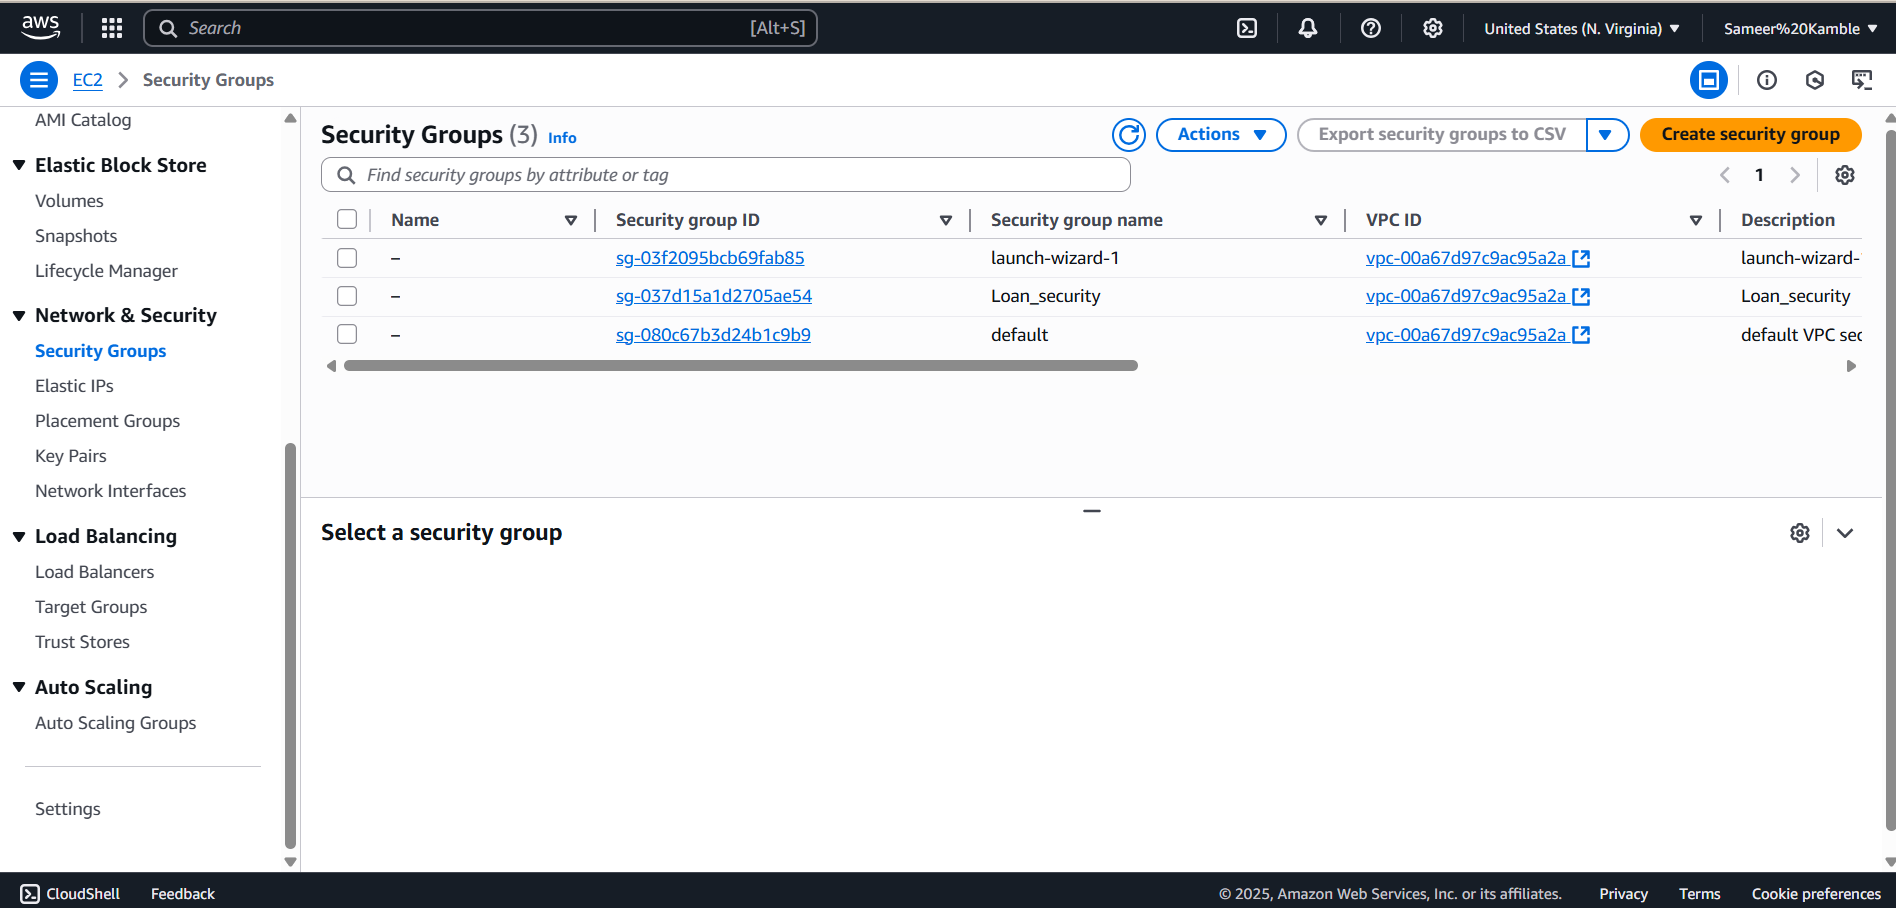 aws
Search [Alt+S]
United States (N. Virginia)
Sameer%20Kamble
EC2 Security Groups
AMI Catalog
Elastic Block Store
Volumes
Snapshots
Lifecycle Manager
Network & Security
Security Groups
Elastic IPs
Placement Groups
Key Pairs
Network Interfaces
Load Balancing
Load Balancers
Target Groups
Trust Stores
Auto Scaling
Auto Scaling Groups
Settings
Security Groups (3) Info
Actions
Export security groups to CSV
Create security group
Find security groups by attribute or tag
1
Name Security group ID Security group name VPC ID Description
– sg-03f2095bcb69fab85 launch-wizard-1 vpc-00a67d97c9ac95a2a launch-wizard-
– sg-037d15a1d2705ae54 Loan_security vpc-00a67d97c9ac95a2a Loan_security
– sg-080c67b3d24b1c9b9 default vpc-00a67d97c9ac95a2a default VPC sec
Select a security group
CloudShell Feedback
© 2025, Amazon Web Services, Inc. or its affiliates. Privacy Terms Cookie preferences